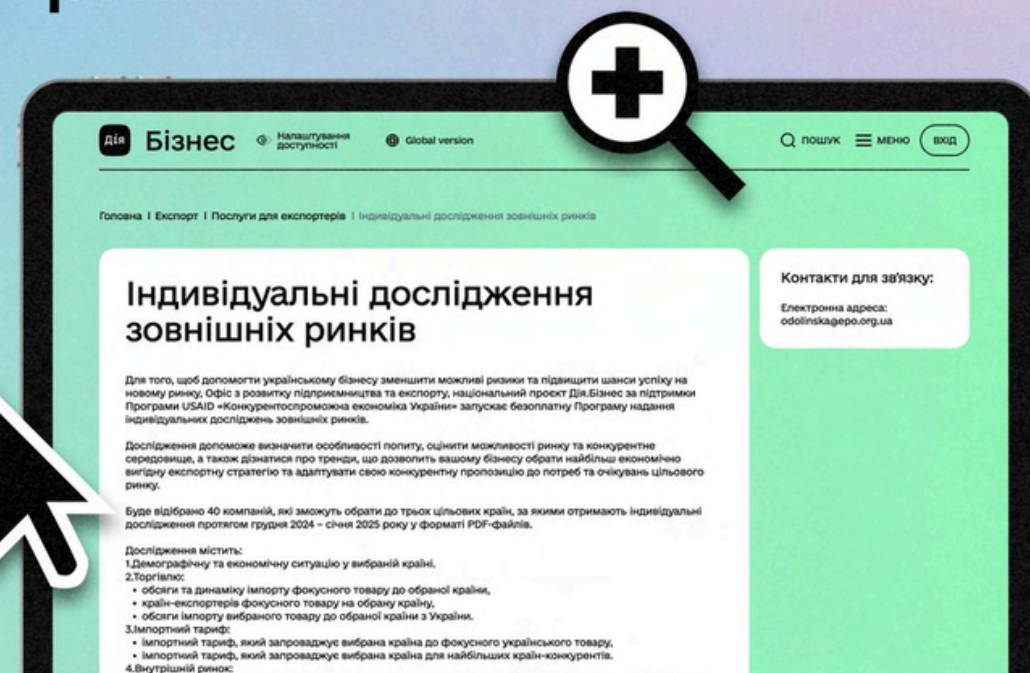 Дія Бізнес
Налаштування
доступності
Global version
ПОШУК
МЕНЮ
ВХІД
Головна | Експорт | Послуги для експортерів | Індивідуальні дослідження зовнішніх ринків
Індивідуальні дослідження
зовнішніх ринків
Для того, щоб допомогти українському бізнесу зменшити можливі ризики та підвищити шанси успіху на
новому ринку, Офіс з розвитку підприємництва та експорту, національний проєкт Дія.Бізнес за підтримки
Програми USAID «Конкурентоспроможна економіка України» запускає безоплатну Програму надання
індивідуальних досліджень зовнішніх ринків.
Дослідження допоможе визначити особливості попиту, оцінити можливості ринку та конкурентне
середовище, а також дізнатися про тренди, що дозволить вашому бізнесу обрати найбільш економічно
вигідну експортну стратегію та адаптувати свою конкурентну пропозицію до потреб та очікувань цільового
ринку.
Буде відібрано 40 компаній, які зможуть обрати до трьох цільових країн, за якими отримають індивідуальні
дослідження протягом грудня 2024 – січня 2025 року у форматі PDF-файлів.
Дослідження містить:
1.Демографічну та економічну ситуацію у вибраній країні.
2.Торгівлю:
• обсяги та динаміку імпорту фокусного товару до обраної країни,
• країн-експортерів фокусного товару на обрану країну,
• обсяги імпорту вибраного товару до обраної країни з України.
3.Імпортний тариф:
• імпортний тариф, який запроваджує вибрана країна до фокусного українського товару,
• імпортний тариф, який запроваджує вибрана країна для найбільших країн-конкурентів.
4.Внутрішній ринок:
Контакти для зв'язку:
Електронна адреса:
odolinska@epo.org.ua